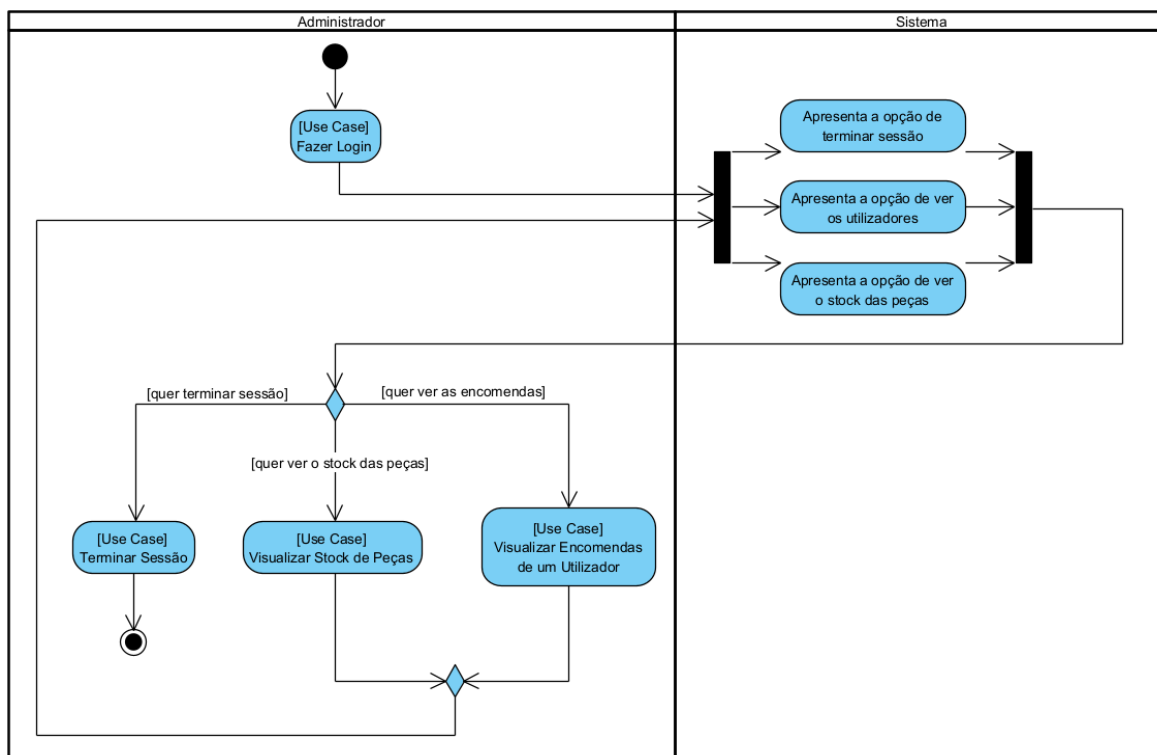 Administrador
Sistema
[Use Case]
Fazer Login
Apresenta a opção de
terminar sessão
Apresenta a opção de ver
os utilizadores
Apresenta a opção de ver
o stock das peças
[quer terminar sessão]
[quer ver as encomendas]
[quer ver o stock das peças]
[Use Case]
Terminar Sessão
[Use Case]
Visualizar Stock de Peças
[Use Case]
Visualizar Encomendas
de um Utilizador